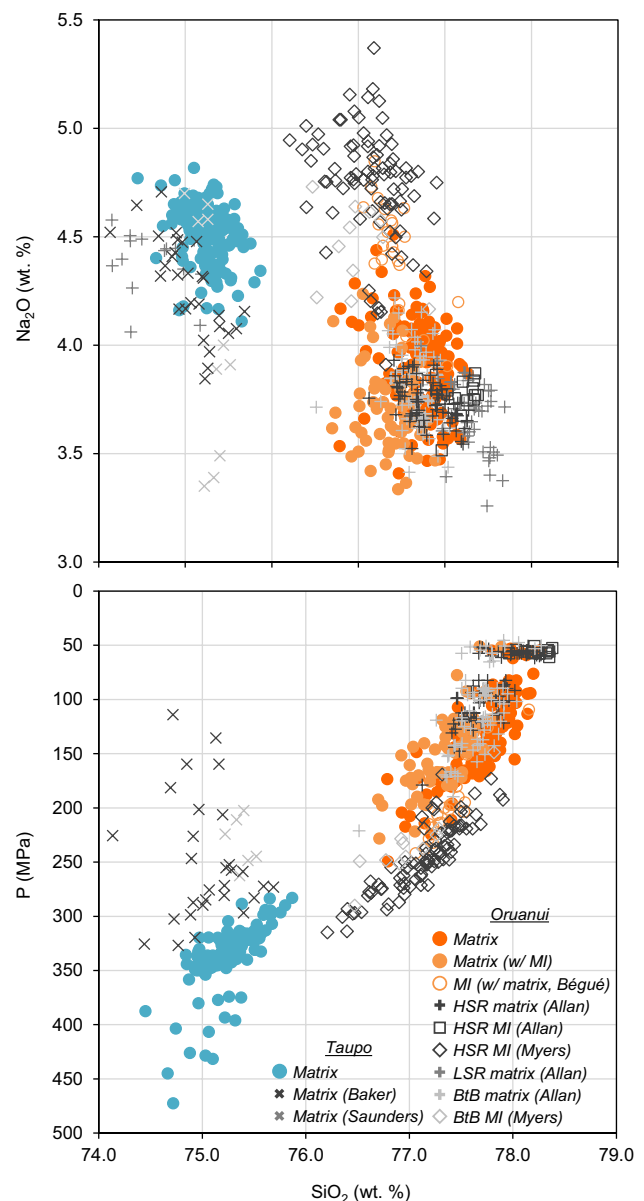 5.5
5.0
4.5
4.0
3.5
3.0
Na₂O (wt. %)
0
50
100
150
200
250
300
350
400
450
500
P (MPa)
74.0 75.0 76.0 77.0 78.0 79.0
SiO₂ (wt. %)
Taupo
Matrix
Matrix (Baker)
Matrix (Saunders)
Oruanui
Matrix
Matrix (w/ MI)
MI (w/ matrix, Bégué)
HSR matrix (Allan)
HSR MI (Allan)
HSR MI (Myers)
LSR matrix (Allan)
BtB matrix (Allan)
BtB MI (Myers)